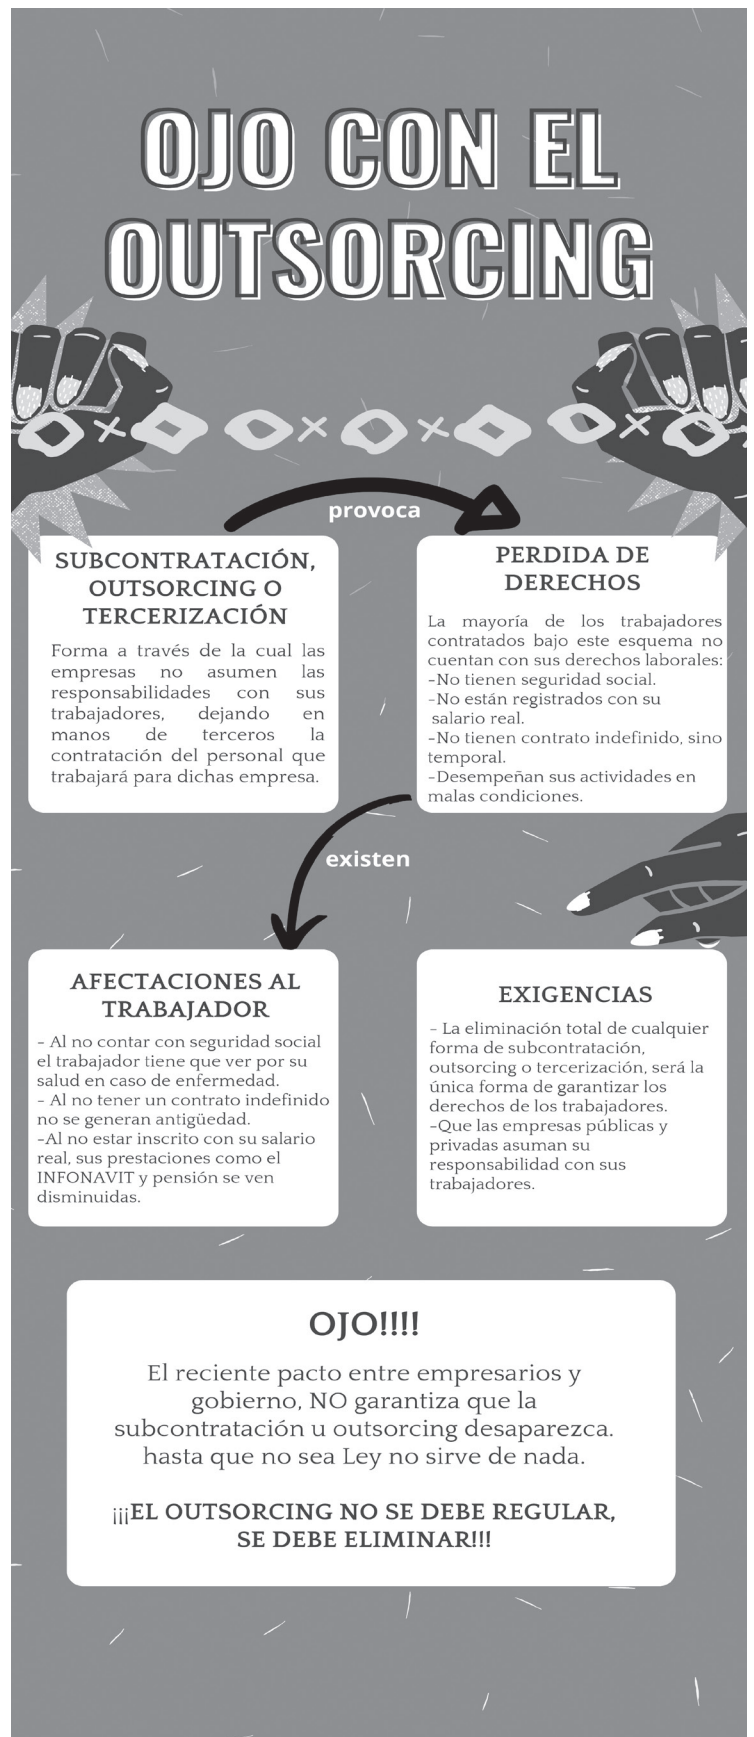 OJO CON EL
OUTSORCING
provoca
SUBCONTRATACIÓN,
OUTSORCING O
TERCERIZACIÓN
Forma a través de la cual las
empresas no asumen las
responsabilidades con sus
trabajadores, dejando en
manos de terceros la
contratación del personal que
trabajará para dichas empresa.
PERDIDA DE
DERECHOS
La mayoría de los trabajadores
contratados bajo este esquema no
cuentan con sus derechos laborales:
-No tienen seguridad social.
-No están registrados con su
salario real.
-No tienen contrato indefinido, sino
temporal.
-Desempeñan sus actividades en
malas condiciones.
existen
AFECTACIONES AL
TRABAJADOR
- Al no contar con seguridad social
el trabajador tiene que ver por su
salud en caso de enfermedad.
- Al no tener un contrato indefinido
no se generan antigüedad.
-Al no estar inscrito con su salario
real, sus prestaciones como el
INFONAVIT y pensión se ven
disminuidas.
EXIGENCIAS
- La eliminación total de cualquier
forma de subcontratación,
outsorcing o tercerización, será la
única forma de garantizar los
derechos de los trabajadores.
-Que las empresas públicas y
privadas asuman su
responsabilidad con sus
trabajadores.
OJO!!!!
El reciente pacto entre empresarios y
gobierno, NO garantiza que la
subcontratación u outsorcing desaparezca.
hasta que no sea Ley no sirve de nada.
¡¡¡EL OUTSORCING NO SE DEBE REGULAR,
SE DEBE ELIMINAR!!!